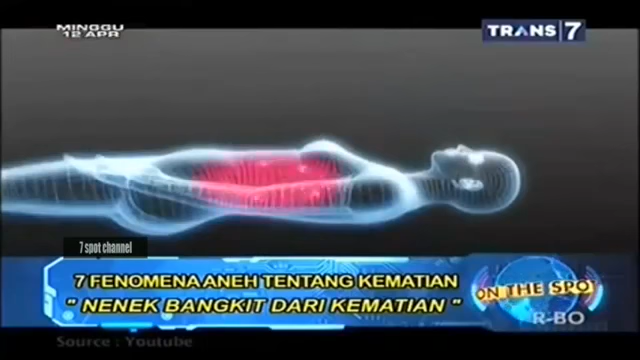 MINGGU
12 APR
TRANS 7
7 spot channel
7 FENOMENA ANEH TENTANG KEMATIAN
" NENEK BANGKIT DARI KEMATIAN "
ON THE SPOT
R-BO
Source : Youtube